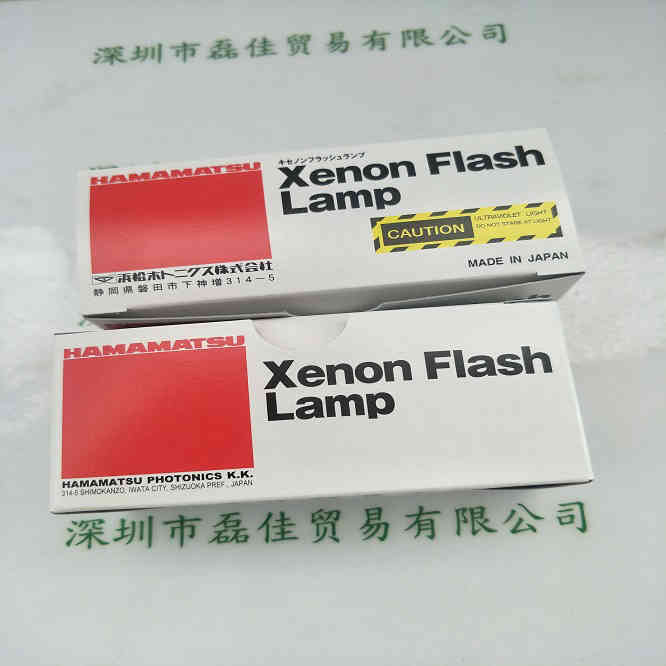 深圳市磊佳贸易有限公司
HAMAMATSU
キセノンフラッシュランプ
Xenon Flash
Lamp
CAUTION
ULTRAVIOLET LIGHT
DO NOT STARE AT LIGHT
MADE IN JAPAN
浜松ホトニクス株式会社
静岡県磐田市下神増314-5
HAMAMATSU
Xenon Flash
Lamp
HAMAMATSU PHOTONICS K.K.
314-5 SHIMOKANZO, IWATA CITY, SHIZUOKA PREF., JAPAN
深圳市磊佳贸易有限公司